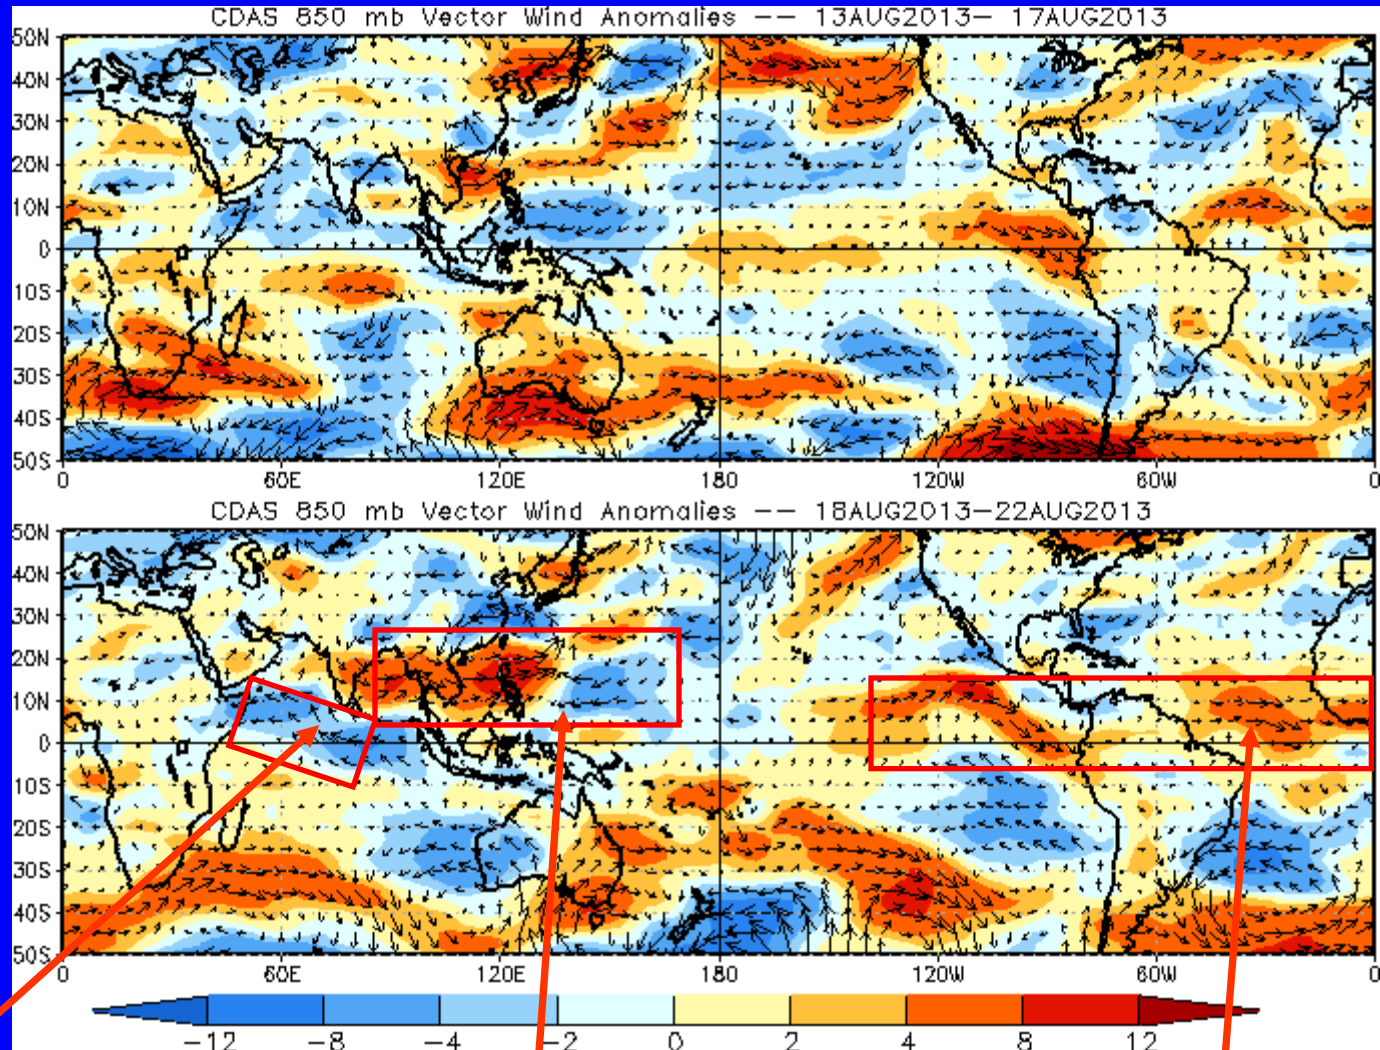 CDAS 850 mb Vector Wind Anomalies -- 13AUG2013- 17AUG2013
50N
40N
30N
20N
10N
0
10S
20S
30S
40S
50S
0 60E 120E 180 120W 60W 0
CDAS 850 mb Vector Wind Anomalies -- 18AUG2013-22AUG2013
50N
40N
30N
20N
10N
0
10S
20S
30S
40S
50S
0 60E 120E 180 120W 60W 0
-12 -8 -4 -2 0 2 4 8 12